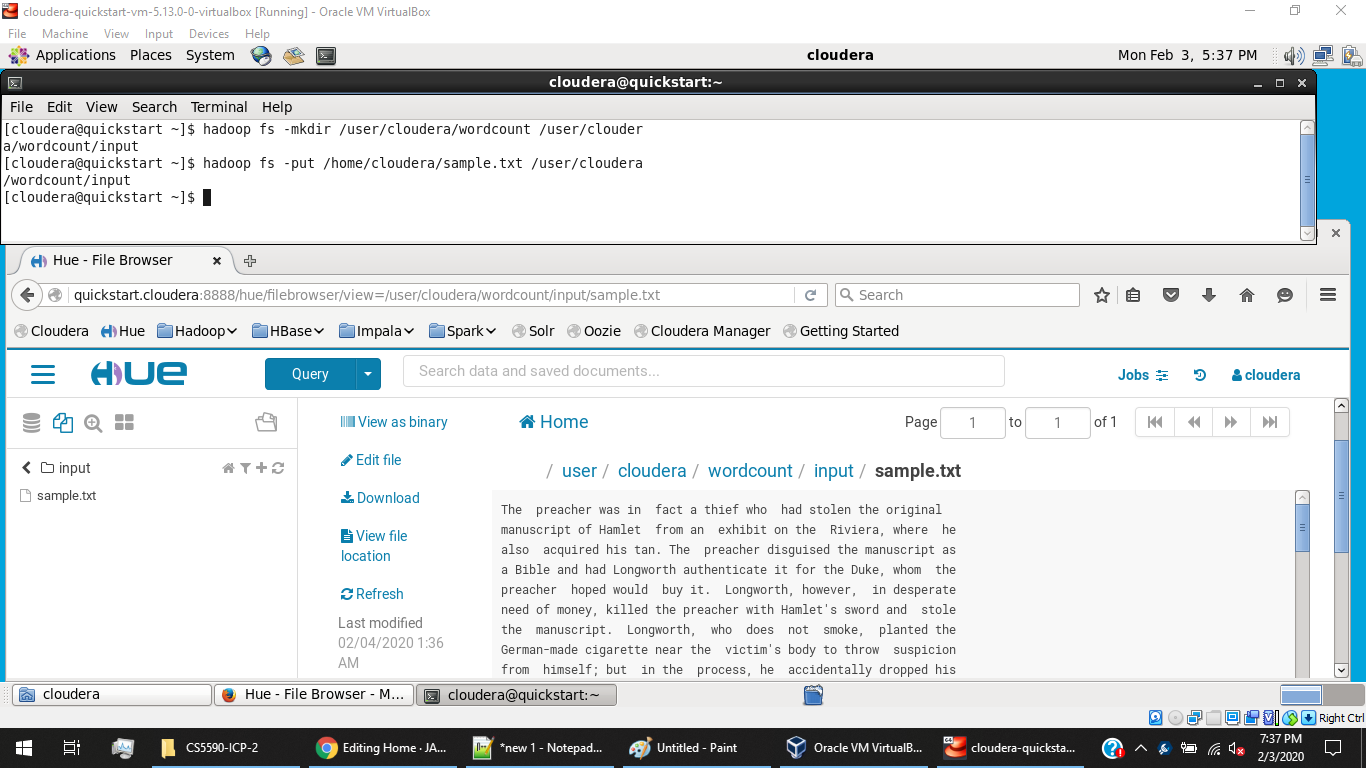 cloudera-quickstart-vm-5.13.0-0-virtualbox [Running] - Oracle VM VirtualBox
File Machine View Input Devices Help
Applications Places System cloudera Mon Feb 3, 5:37 PM
cloudera@quickstart:~
File Edit View Search Terminal Help
[cloudera@quickstart ~]$ hadoop fs -mkdir /user/cloudera/wordcount /user/clouder
a/wordcount/input
[cloudera@quickstart ~]$ hadoop fs -put /home/cloudera/sample.txt /user/cloudera
/wordcount/input
[cloudera@quickstart ~]$
Hue - File Browser
quickstart.cloudera:8888/hue/filebrowser/view=/user/cloudera/wordcount/input/sample.txt Search
Cloudera Hue Hadoop HBase Impala Spark Solr Oozie Cloudera Manager Getting Started
HUE Query Search data and saved documents... Jobs cloudera
View as binary Home Page 1 to 1 of 1
Edit file
input / user / cloudera / wordcount / input / sample.txt
sample.txt
Download
View file
location
Refresh
Last modified
02/04/2020 1:36
AM
The preacher was in fact a thief who had stolen the original
manuscript of Hamlet from an exhibit on the Riviera, where he
also acquired his tan. The preacher disguised the manuscript as
a Bible and had Longworth authenticate it for the Duke, whom the
preacher hoped would buy it. Longworth, however, in desperate
need of money, killed the preacher with Hamlet's sword and stole
the manuscript. Longworth, who does not smoke, planted the
German-made cigarette near the victim's body to throw suspicion
from himself; but in the process, he accidentally dropped his
cloudera Hue - File Browser - M... cloudera@quickstart:~
Right Ctrl
CS5590-ICP-2 Editing Home · JA... *new 1 - Notepad... Untitled - Paint Oracle VM VirtualB... cloudera-quicksta... 7:37 PM
2/3/2020